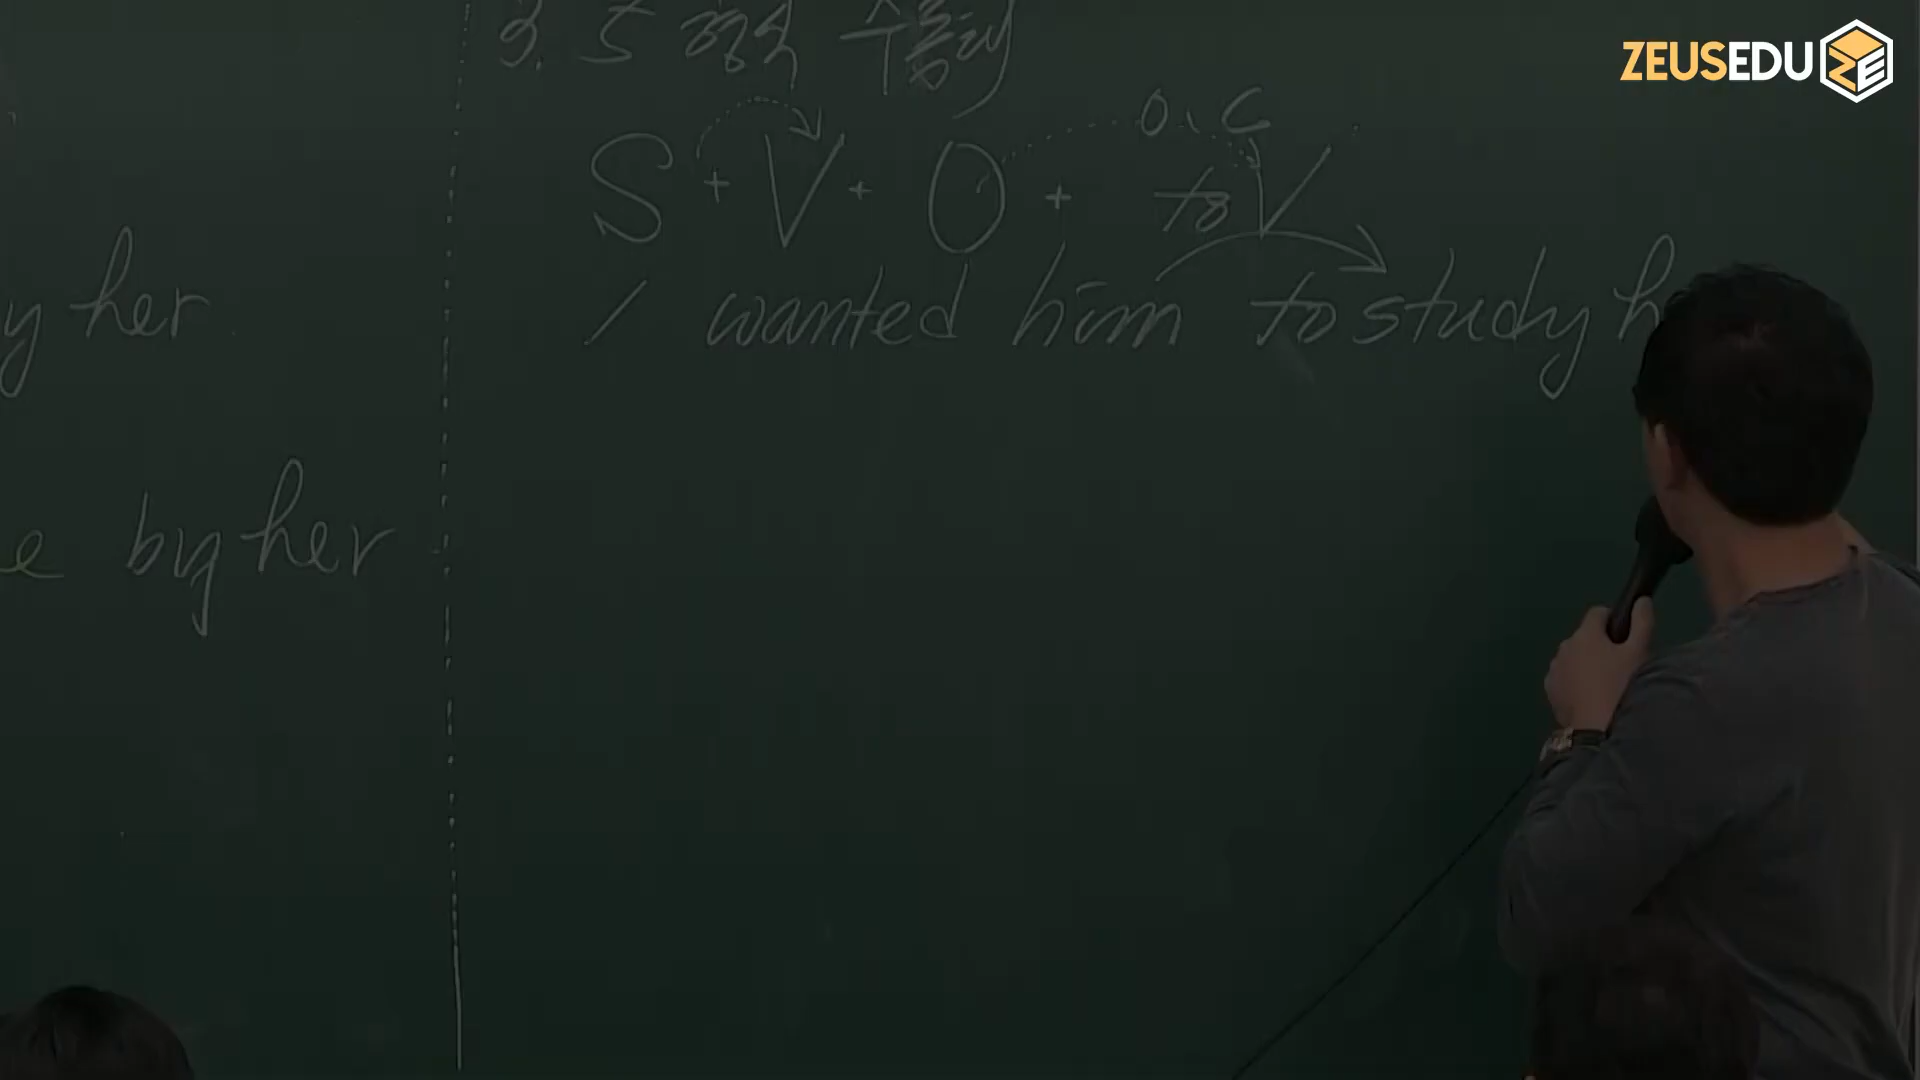 ZEUSEDU
3. 5 형식 수동태
O.C
S + V + O + to V
I wanted him to study h
y her
e by her